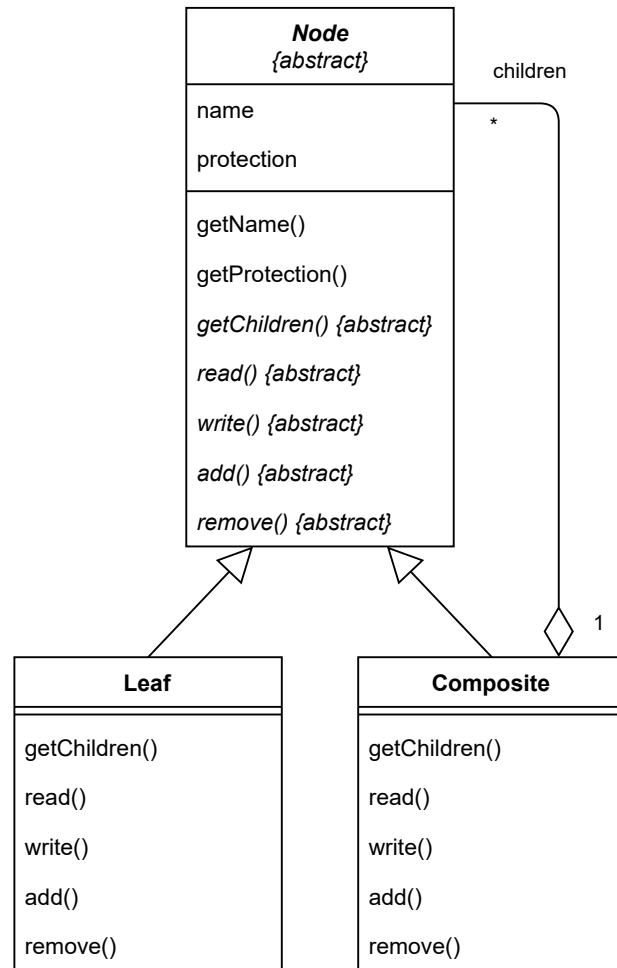 Node
{abstract}
children
name
*
protection
getName()
getProtection()
getChildren() {abstract}
read() {abstract}
write() {abstract}
add() {abstract}
remove() {abstract}
1
Leaf
getChildren()
read()
write()
add()
remove()
Composite
getChildren()
read()
write()
add()
remove()